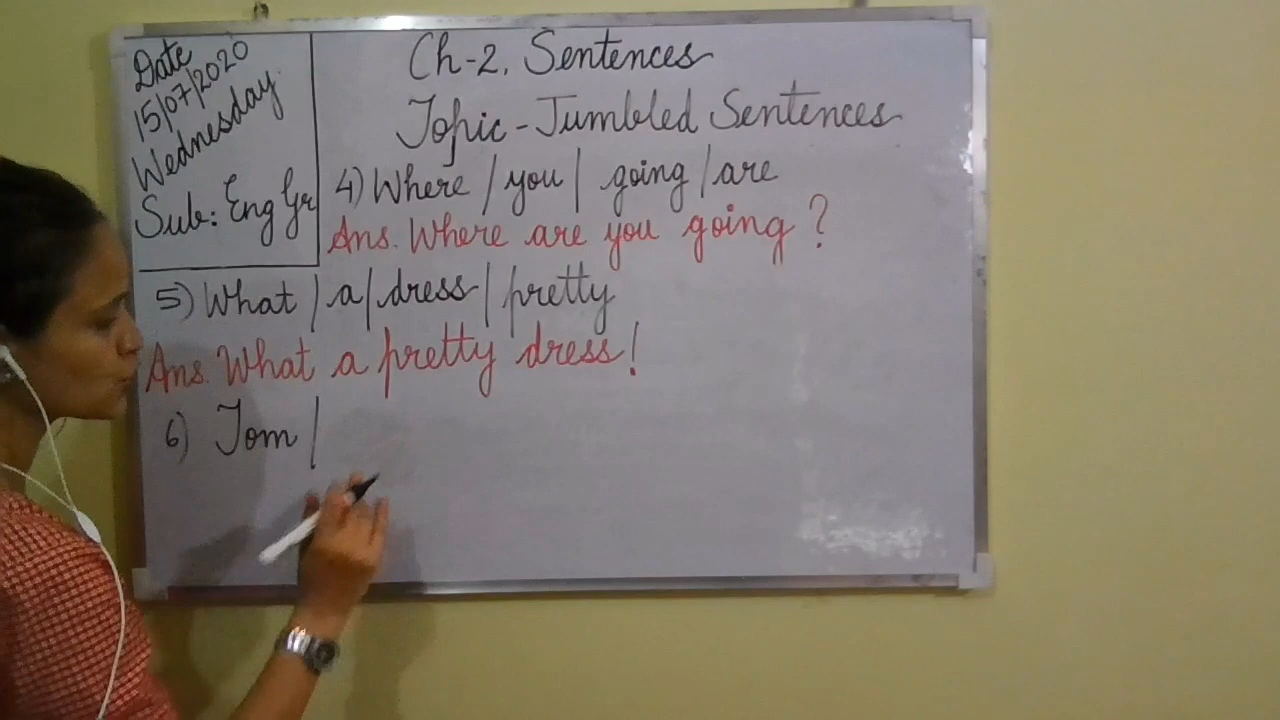 Date
15/07/2020
Wednesday
Sub: Eng Gr
Ch-2. Sentences
Topic-Jumbled Sentences
4) Where / you / going / are
Ans. Where are you going ?
5) What / a / dress / pretty
Ans. What a pretty dress!
6) Tom /